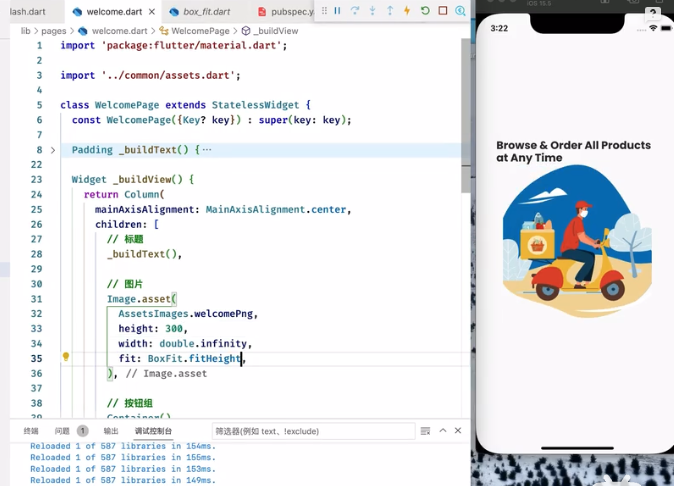 lash.dart welcome.dart × box_fit.dart pubspec.y
lib > pages > welcome.dart > WelcomePage > _buildView
1 import 'package:flutter/material.dart';
2
3 import '../common/assets.dart';
4
5 class WelcomePage extends StatelessWidget {
6 const WelcomePage({Key? key}) : super(key: key);
7
8 > Padding _buildText() {···
22
23 Widget _buildView() {
24 return Column(
25 mainAxisAlignment: MainAxisAlignment.center,
26 children: [
27 // 标题
28 _buildText(),
29
30 // 图片
31 Image.asset(
32 AssetsImages.welcomePng,
33 height: 300,
34 width: double.infinity,
35 fit: BoxFit.fitHeight,
36 ), // Image.asset
37
38 // 按钮组
39 Container()
终端 问题 1 输出 调试控制台 筛选器(例如 text、!exclude)
Reloaded 1 of 587 libraries in 154ms.
Reloaded 1 of 587 libraries in 155ms.
Reloaded 1 of 587 libraries in 153ms.
Reloaded 1 of 587 libraries in 149ms.
iOS 15.5
3:22
Browse & Order All Products
at Any Time